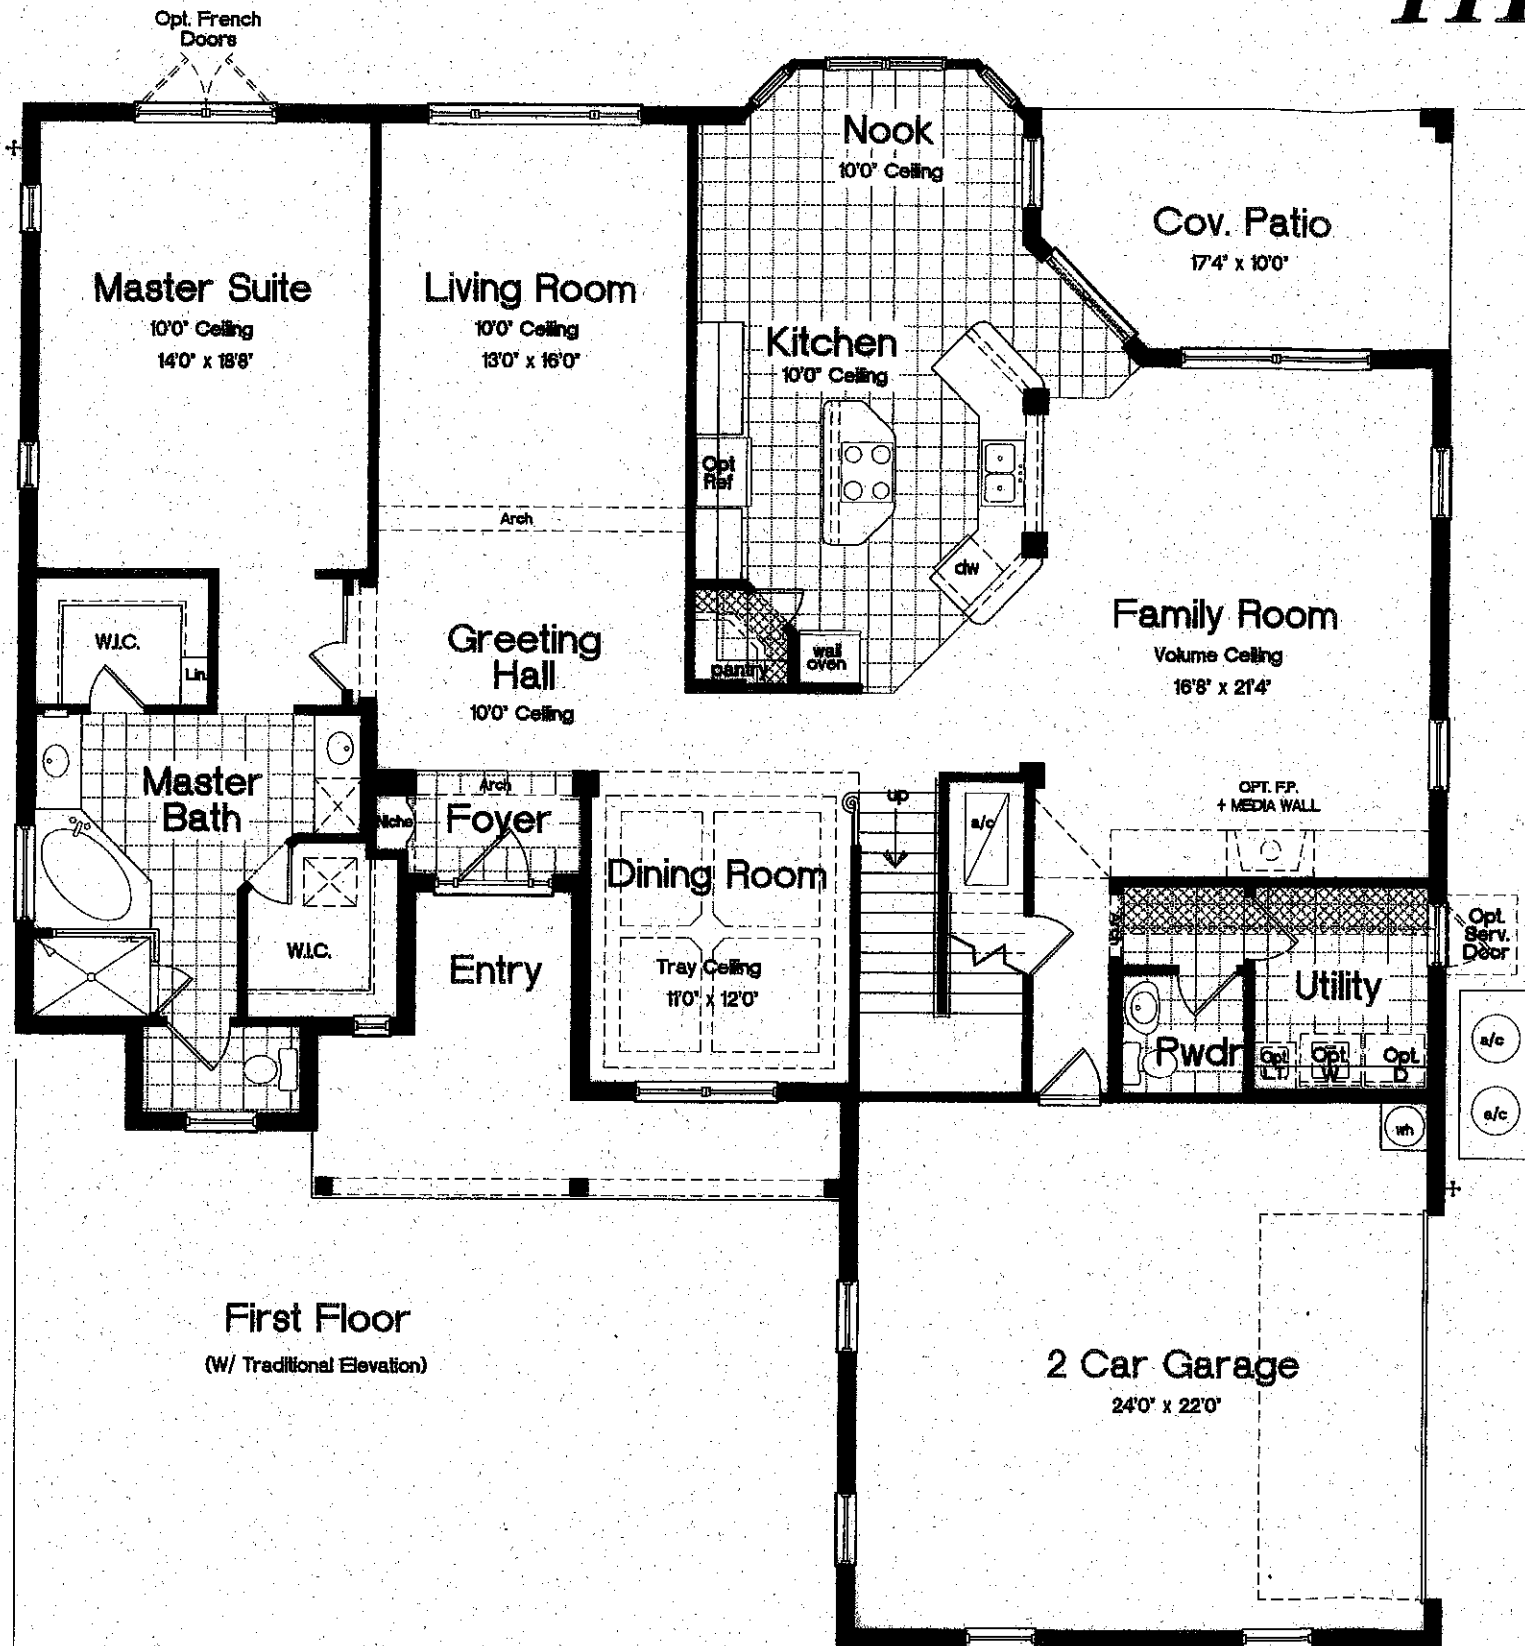 Opt. French
Doors
Nook
10'0" Ceiling
Cov. Patio
17'4" x 10'0"
Master Suite
10'0" Ceiling
14'0" x 18'8"
Living Room
10'0" Ceiling
13'0" x 16'0"
Kitchen
10'0" Ceiling
Opt
Ref
Arch
dw
Family Room
Volume Ceiling
16'8" x 21'4"
W.I.C.
Lin.
Greeting
Hall
10'0" Ceiling
pantry
wall
oven
Master
Bath
Arch
Niche
Foyer
up
a/c
OPT. F.P.
+ MEDIA WALL
Dining Room
Tray Ceiling
11'0" x 12'0"
W.I.C.
Entry
Arch
Opt.
Serv.
Door
Utility
Pwdr
Opt
LT
Opt.
W
Opt.
D
a/c
a/c
wh
First Floor
(W/ Traditional Elevation)
2 Car Garage
24'0" x 22'0"